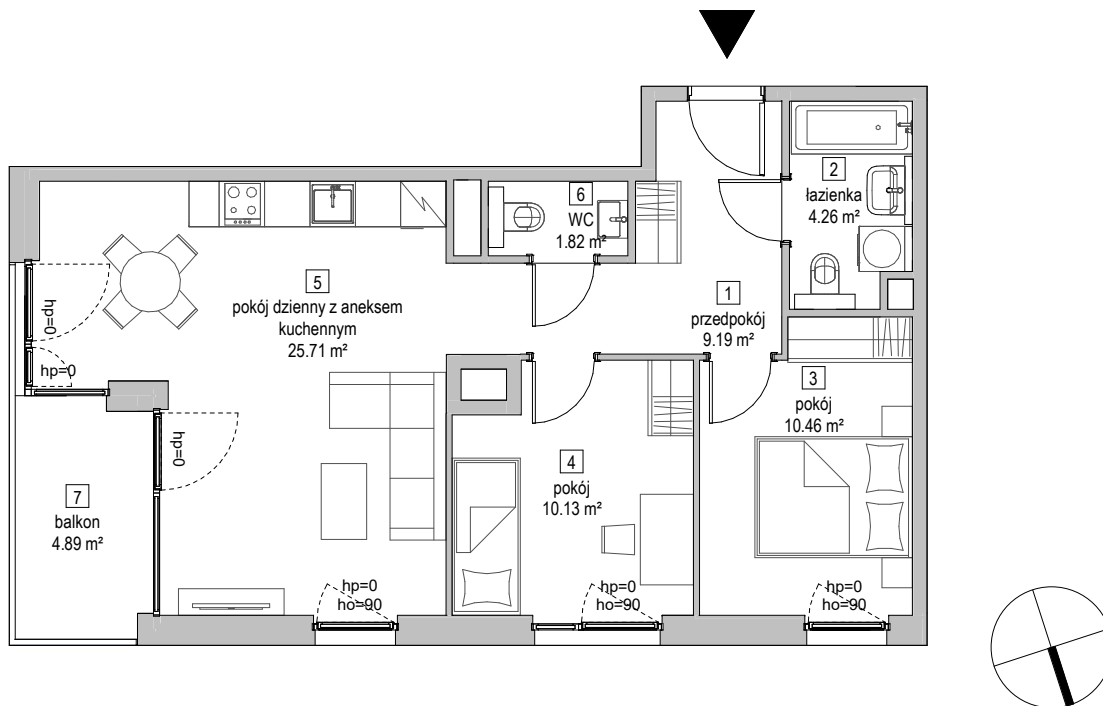 2
łazienka
4.26 m²
6
WC
1.82 m²
5
pokój dzienny z aneksem
kuchennym
25.71 m²
1
przedpokój
9.19 m²
hp=0
hp=0
3
pokój
10.46 m²
hp=0
4
pokój
10.13 m²
7
balkon
4.89 m²
hp=0
ho=90
hp=0
ho=90
hp=0
ho=90